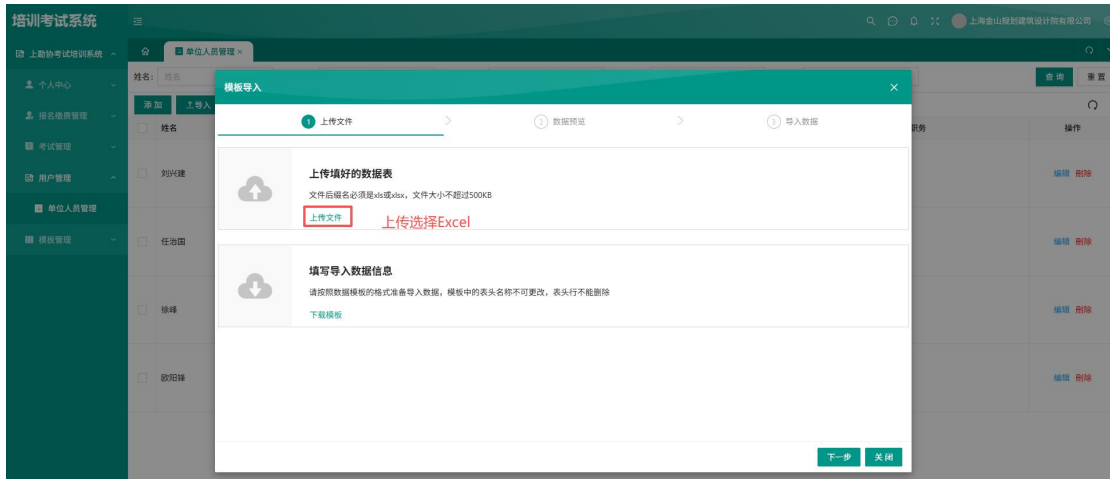 培训考试系统
上海金山规划建筑设计院有限公司
上勘协考试培训系统
单位人员管理 ×
个人中心
姓名: 姓名
查 询 重 置
模板导入
报名缴费管理
添 加 导入
1 上传文件
2 数据预览
3 导入数据
姓名
职务
操作
考试管理
用户管理
刘兴建
上传填好的数据表
文件后缀名必须是xls或xlsx，文件大小不超过500KB
上传文件
上传选择Excel
编辑 删除
单位人员管理
模板管理
任治国
编辑 删除
填写导入数据信息
请按照数据模板的格式准备导入数据，模板中的表头名称不可更改，表头行不能删除
下载模板
徐峰
编辑 删除
欧阳锋
编辑 删除
下一步 关 闭